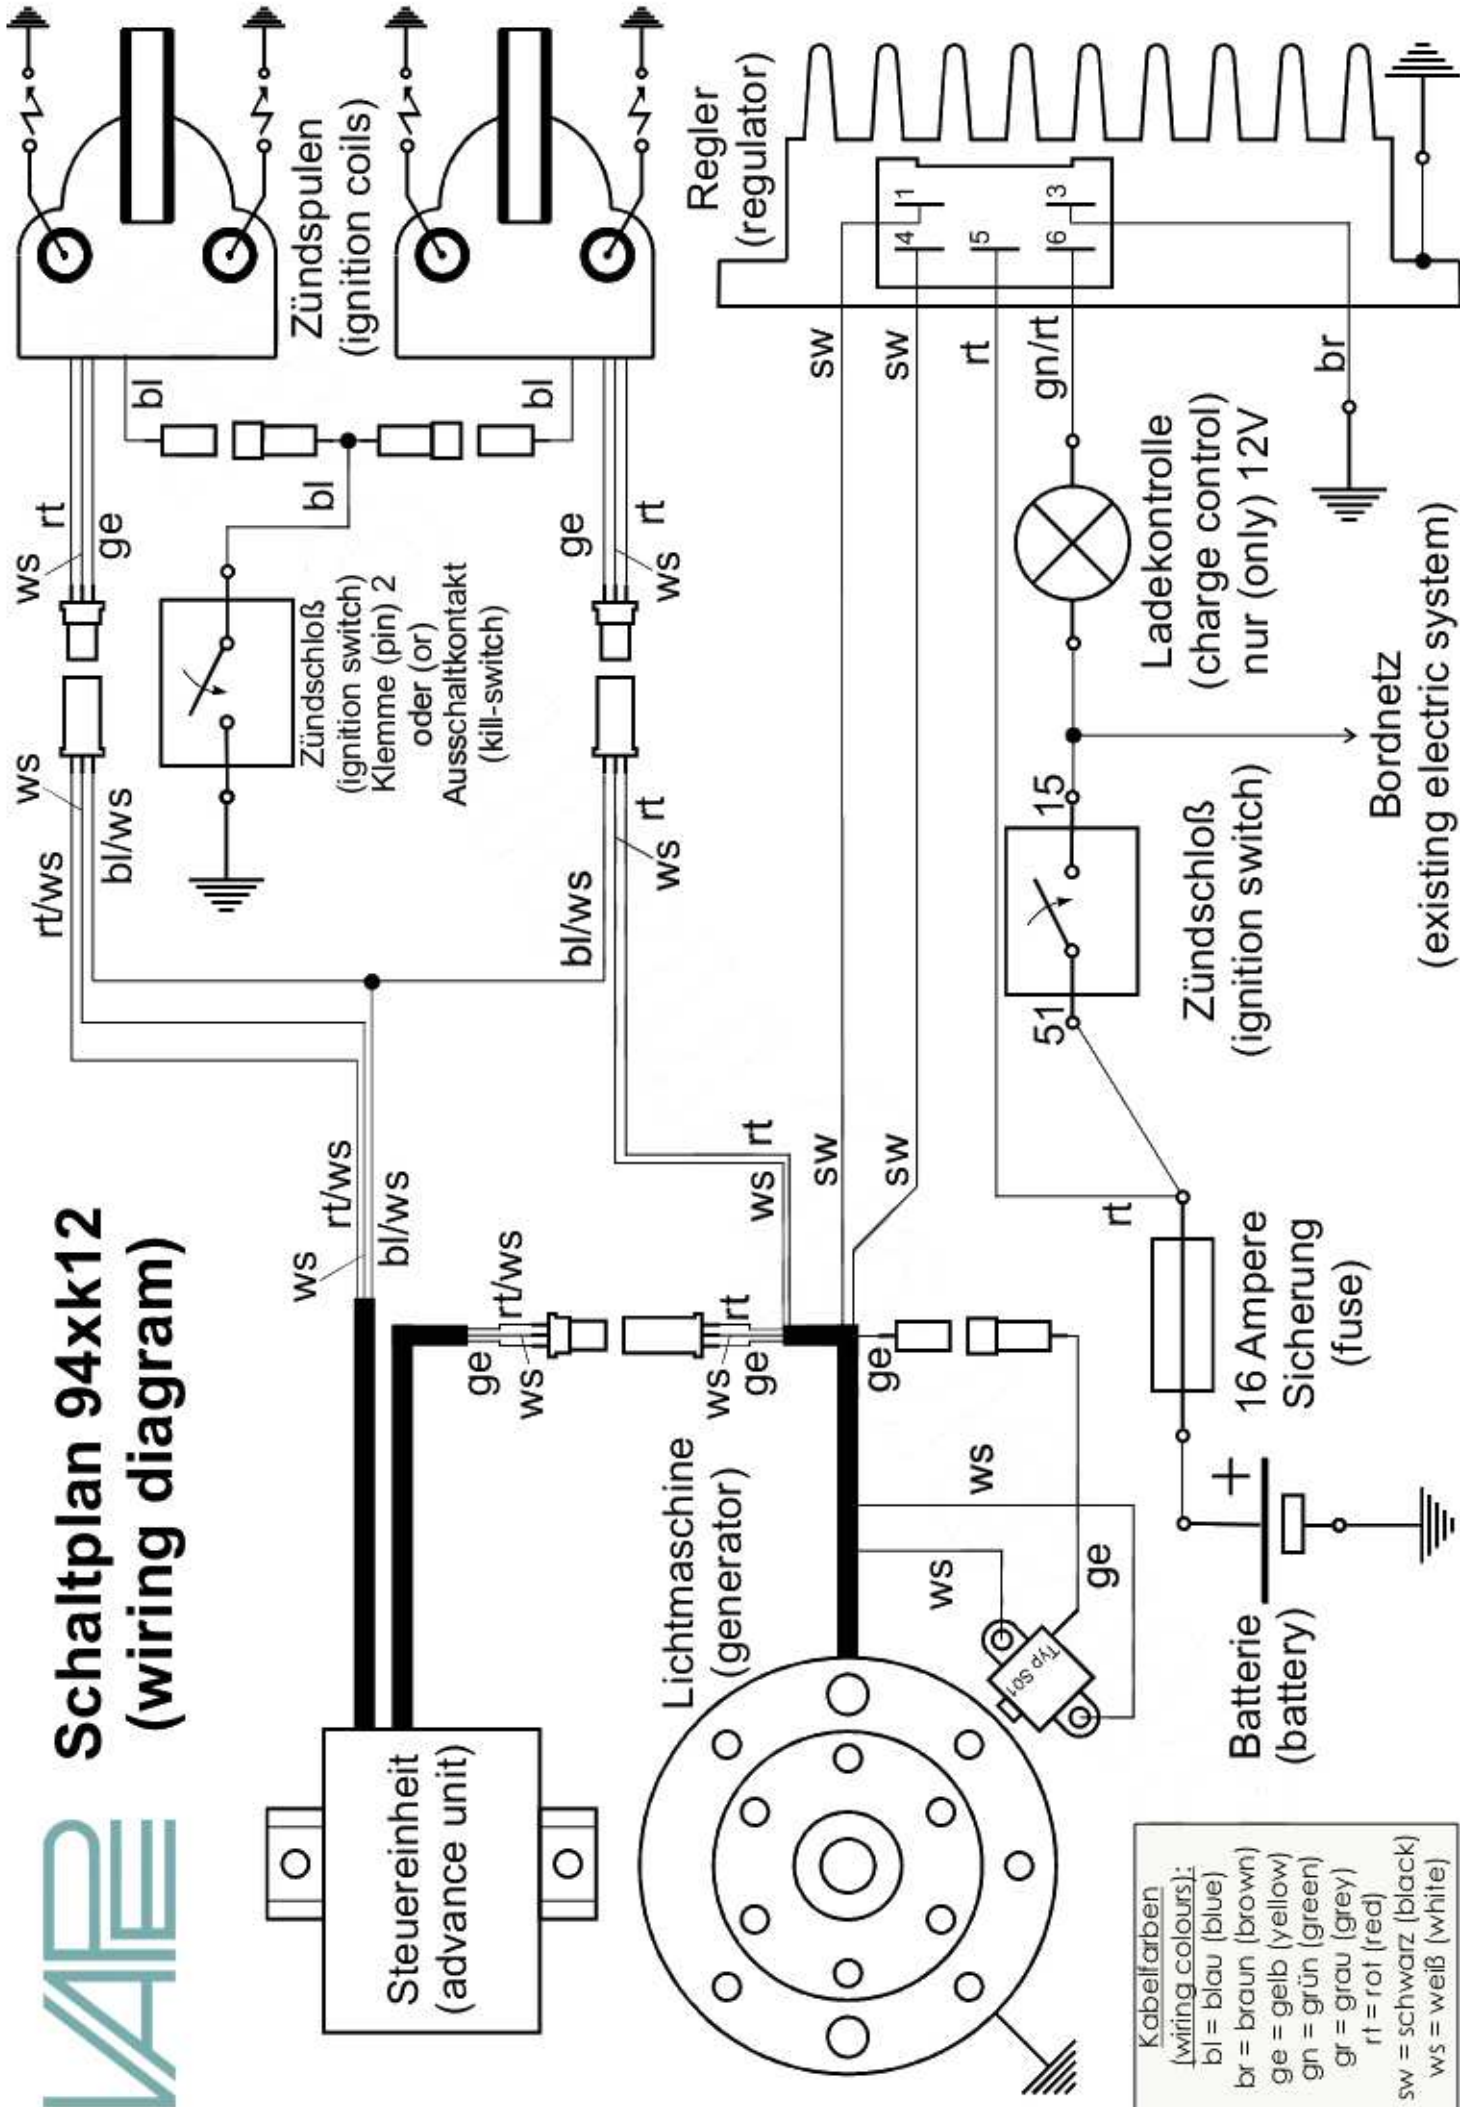 VAPE
Schaltplan 94xk12
(wiring diagram)
Steuereinheit
(advance unit)
ws
rt/ws
bl/ws
rt/ws
ws
bl/ws
ws
rt
ge
bl
Zündspulen
(ignition coils)
bl
bl
Zündschloß
(ignition switch)
Klemme (pin) 2
oder (or)
Ausschaltkontakt
(kill-switch)
ge
rt
ws
bl/ws
rt
ws
ge
rt/ws
ws
ws
rt
ge
ws
rt
Lichtmaschine
(generator)
ge
ws
ws
ge
Typ S01
sw
sw
sw
sw
rt
gn/rt
br
Regler
(regulator)
1
4
5
3
6
Ladekontrolle
(charge control)
nur (only) 12V
51
15
Zündschloß
(ignition switch)
Bordnetz
(existing electric system)
rt
16 Ampere
Sicherung
(fuse)
+
Batterie
(battery)
Kabelfarben
(wiring colours):
bl = blau (blue)
br = braun (brown)
ge = gelb (yellow)
gn = grün (green)
gr = grau (grey)
rt = rot (red)
sw = schwarz (black)
ws = weiß (white)